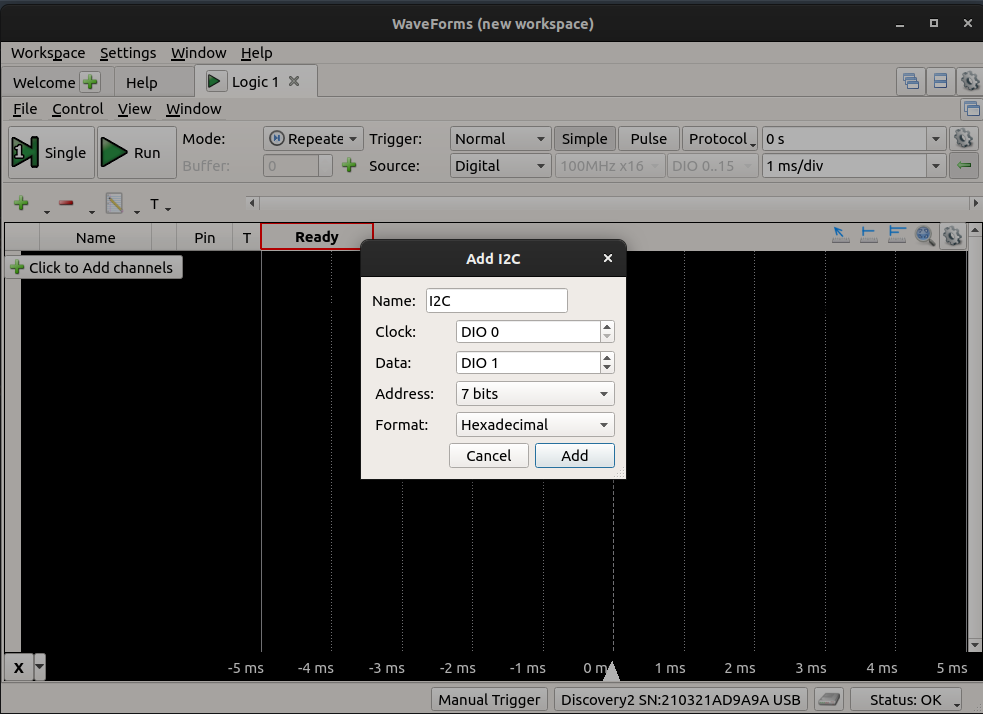 WaveForms (new workspace)
Workspace Settings Window Help
Welcome Help Logic 1
File Control View Window
Single Run Mode: Repeate Trigger: Normal Simple Pulse Protocol 0 s
Buffer: 0 Source: Digital 100MHz x16 DIO 0..15 1 ms/div
T
Name Pin T Ready
Click to Add channels
Add I2C
Name: I2C
Clock: DIO 0
Data: DIO 1
Address: 7 bits
Format: Hexadecimal
Cancel Add
X -5 ms -4 ms -3 ms -2 ms -1 ms 0 m 1 ms 2 ms 3 ms 4 ms 5 ms
Manual Trigger Discovery2 SN:210321AD9A9A USB Status: OK